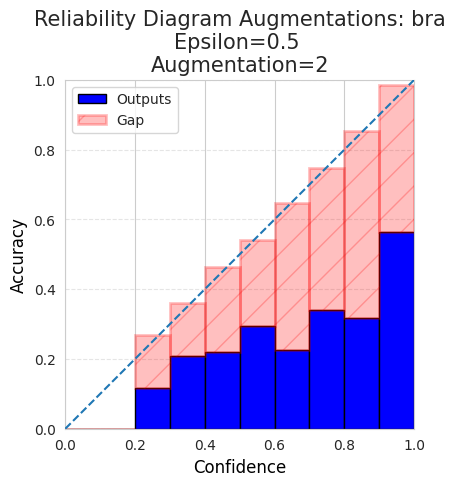 Reliability Diagram Augmentations: bra
Epsilon=0.5
Augmentation=2
1.0
0.8
0.6
0.4
0.2
0.0
Accuracy
Outputs
Gap
0.0 0.2 0.4 0.6 0.8 1.0
Confidence